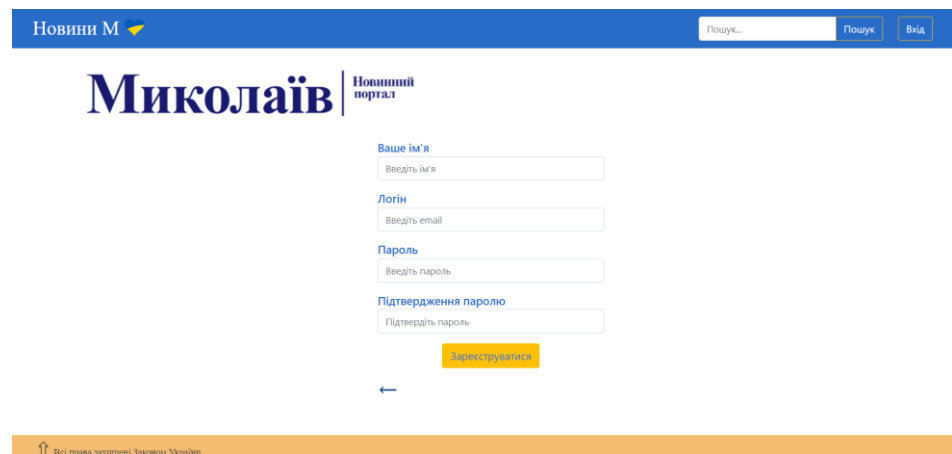 Новини М
Пошук...
Пошук
Вхід
Миколаїв
Новинний
портал
Ваше ім'я
Введіть ім'я
Логін
Введіть email
Пароль
Введіть пароль
Підтвердження паролю
Підтвердіть пароль
Зареєструватися
Всі права захищені Законом України